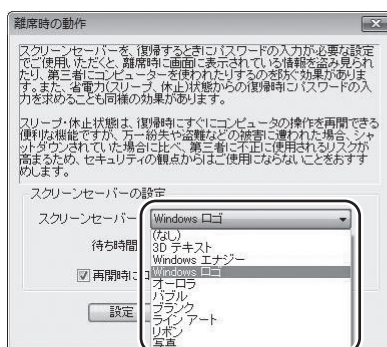 離席時の動作
スクリーンセーバーを、復帰するときにパスワードの入力が必要な設定
でご使用いただくと、離席時に画面に表示されている情報を盗み見られ
たり、第三者にコンピューターを使われたりするのを防ぐ効果がありま
す。また、省電力(スリープ、休止)状態からの復帰時にパスワードの入
力を求めることも同様の効果があります。
スリープ・休止状態は、復帰時にすぐにコンピュータの操作を再開できる
便利な機能ですが、万一紛失や盗難などの被害に遭われた場合、シャ
ットダウンされていた場合に比べ、第三者に不正に使用されるリスクが
高まるため、セキュリティの観点からはご使用にならないことをおすす
めします。
スクリーンセーバーの設定
スクリーンセーバー Windows ロゴ
(なし)
待ち時間 3D テキスト
Windows エナジー
Windows ロゴ
再開時に オーロラ
バブル
設定 ブランク
ライン アート
リボン
写真